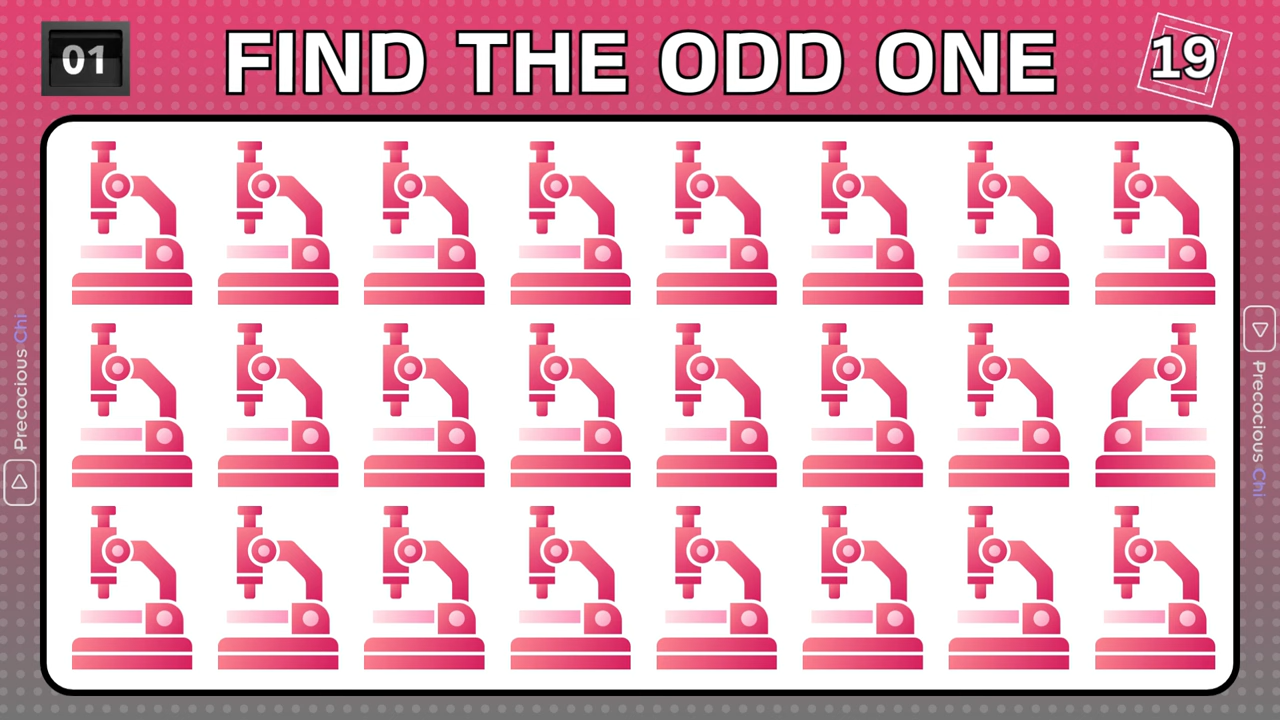 01
FIND THE ODD ONE
19
Precocious Chi
Precocious Chi